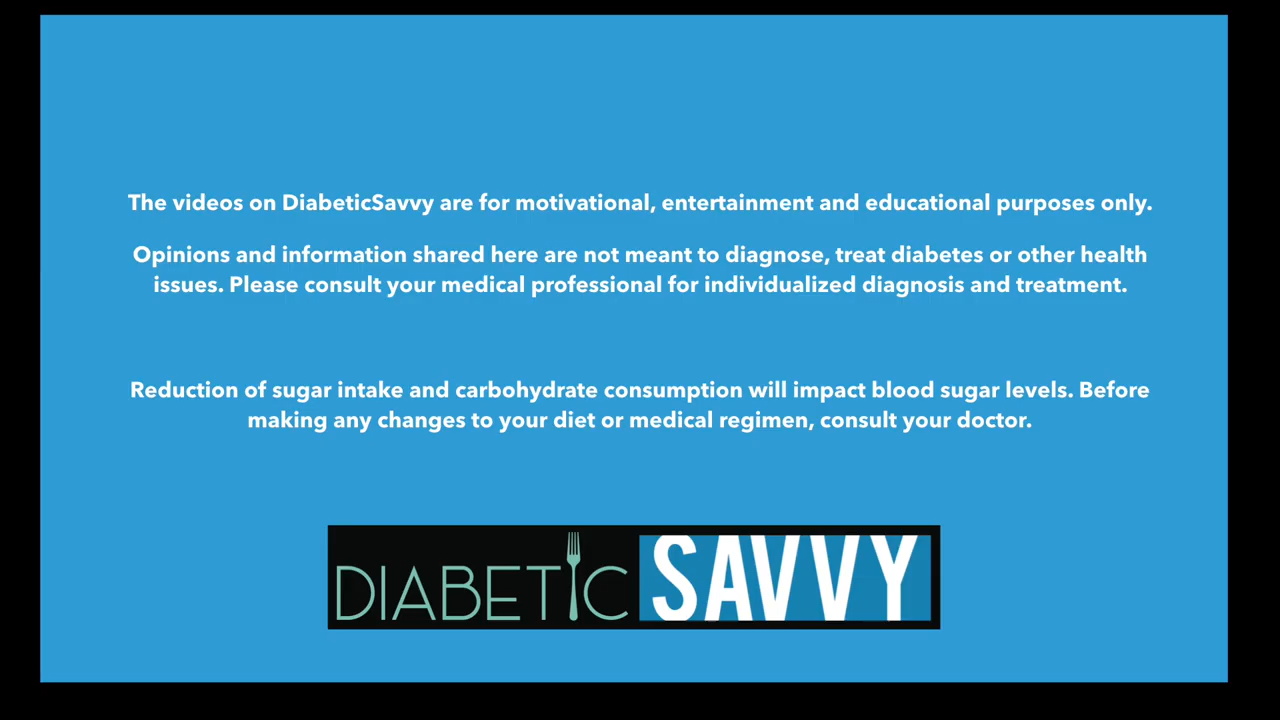 The videos on DiabeticSavvy are for motivational, entertainment and educational purposes only.
Opinions and information shared here are not meant to diagnose, treat diabetes or other health
issues. Please consult your medical professional for individualized diagnosis and treatment.
Reduction of sugar intake and carbohydrate consumption will impact blood sugar levels. Before
making any changes to your diet or medical regimen, consult your doctor.
DIABETIC SAVVY